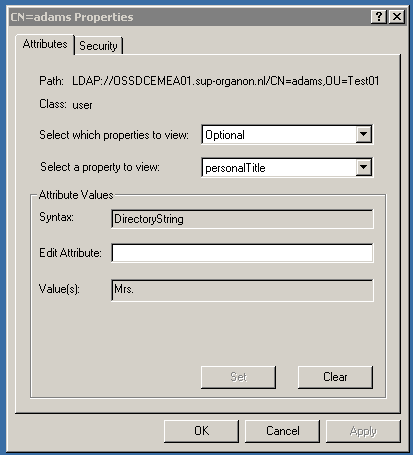 CN=adams Properties
Attributes
Security
Path: LDAP://OSSDCEMEA01.sup-organon.nl/CN=adams,OU=Test01
Class: user
Select which properties to view: Optional
Select a property to view: personalTitle
Attribute Values
Syntax: DirectoryString
Edit Attribute:
Value(s): Mrs.
Set
Clear
OK
Cancel
Apply